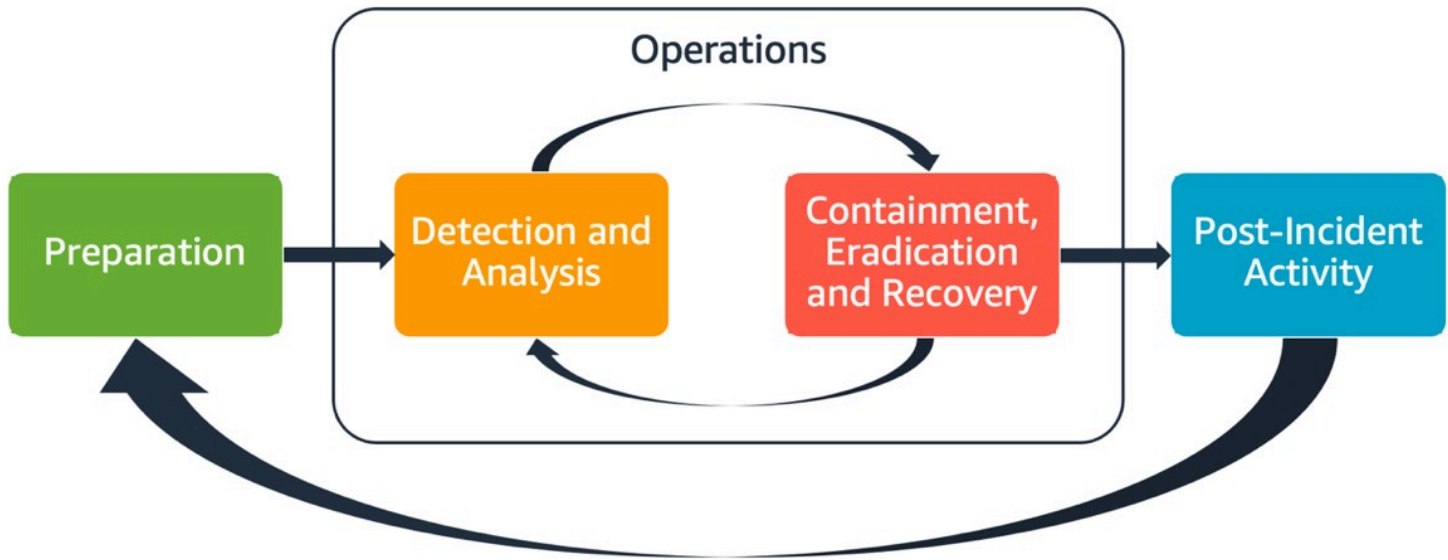 Operations
Preparation
Detection and
Analysis
Containment,
Eradication
and Recovery
Post-Incident
Activity